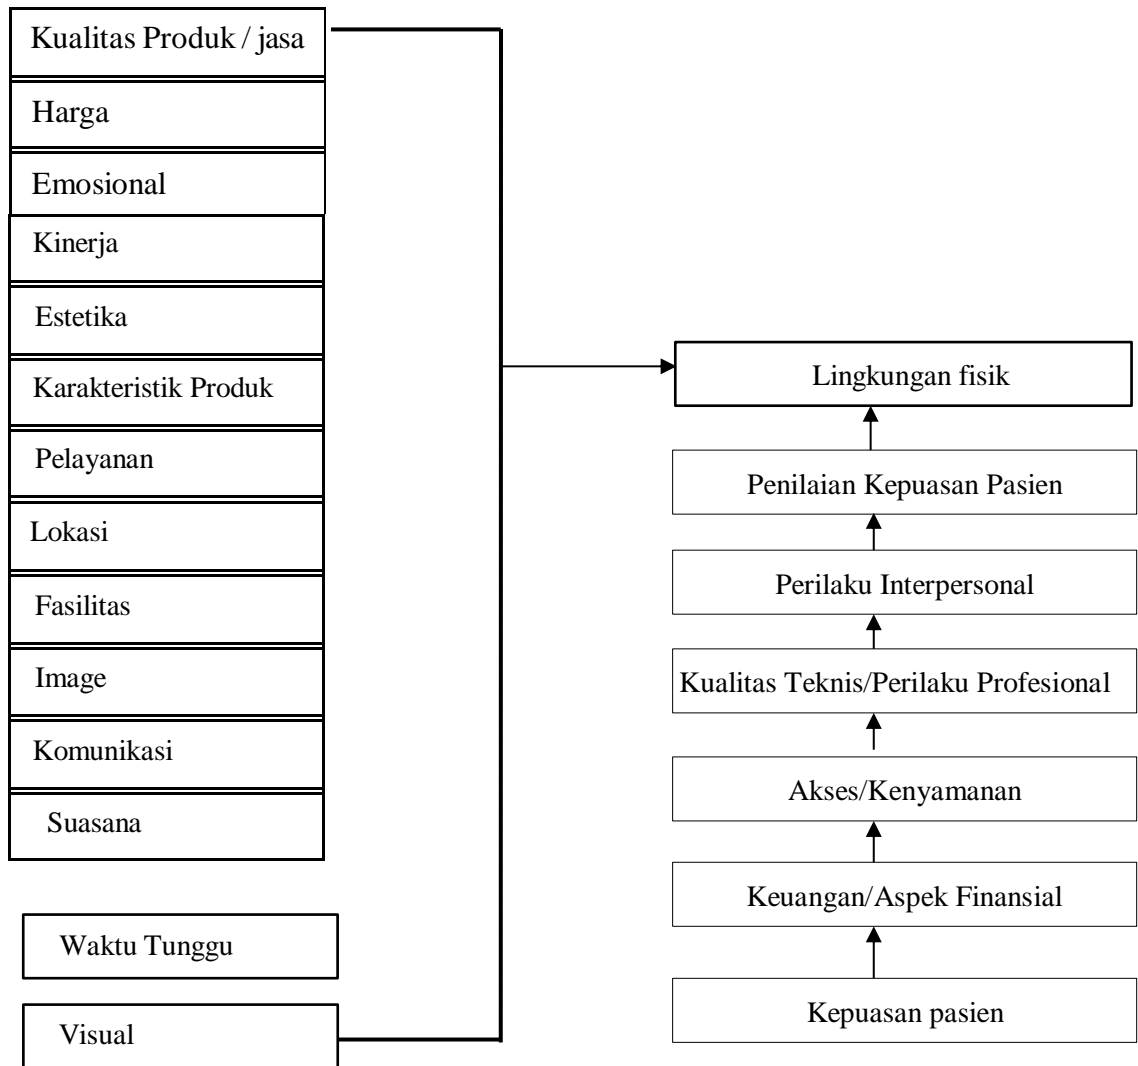 Kualitas Produk / jasa
Harga
Emosional
Kinerja
Estetika
Karakteristik Produk
Pelayanan
Lokasi
Fasilitas
Image
Komunikasi
Suasana
Waktu Tunggu
Visual
Lingkungan fisik
Penilaian Kepuasan Pasien
Perilaku Interpersonal
Kualitas Teknis/Perilaku Profesional
Akses/Kenyamanan
Keuangan/Aspek Finansial
Kepuasan pasien